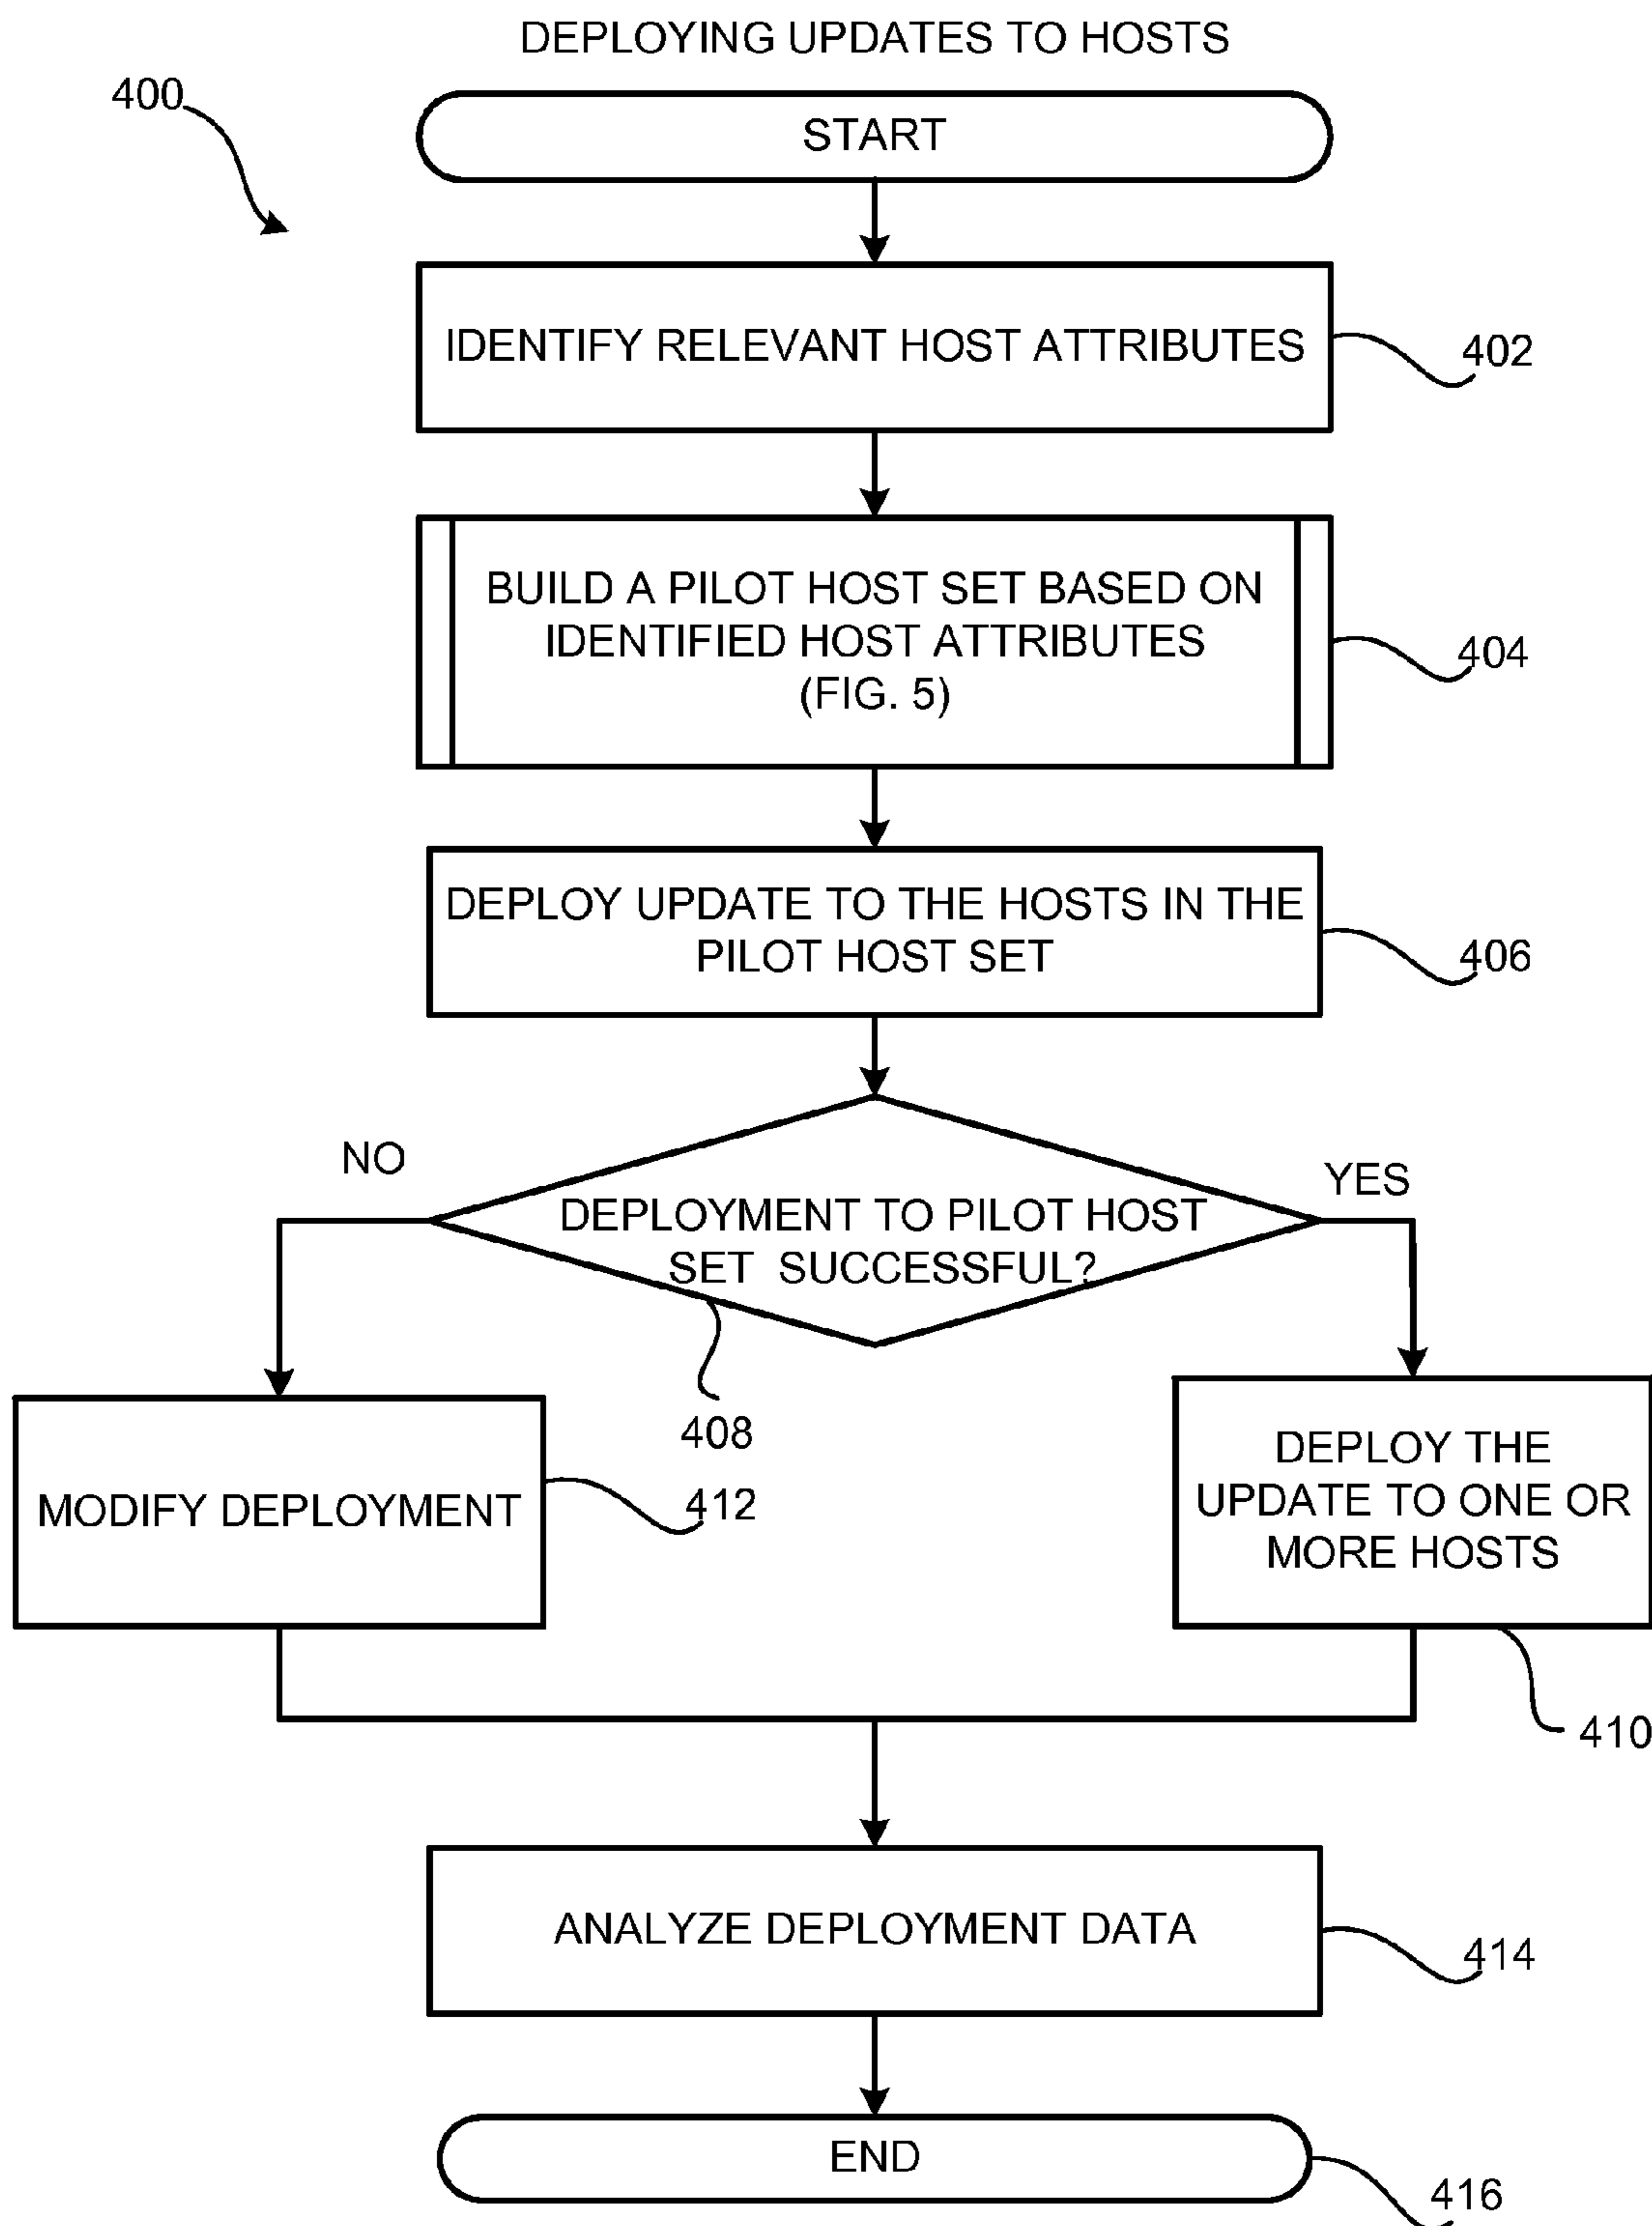 DEPLOYING UPDATES TO HOSTS
400
START
IDENTIFY RELEVANT HOST ATTRIBUTES
402
BUILD A PILOT HOST SET BASED ON
IDENTIFIED HOST ATTRIBUTES
(FIG. 5)
404
DEPLOY UPDATE TO THE HOSTS IN THE
PILOT HOST SET
406
NO
YES
DEPLOYMENT TO PILOT HOST
SET SUCCESSFUL?
408
MODIFY DEPLOYMENT
412
DEPLOY THE
UPDATE TO ONE OR
MORE HOSTS
410
ANALYZE DEPLOYMENT DATA
414
END
416